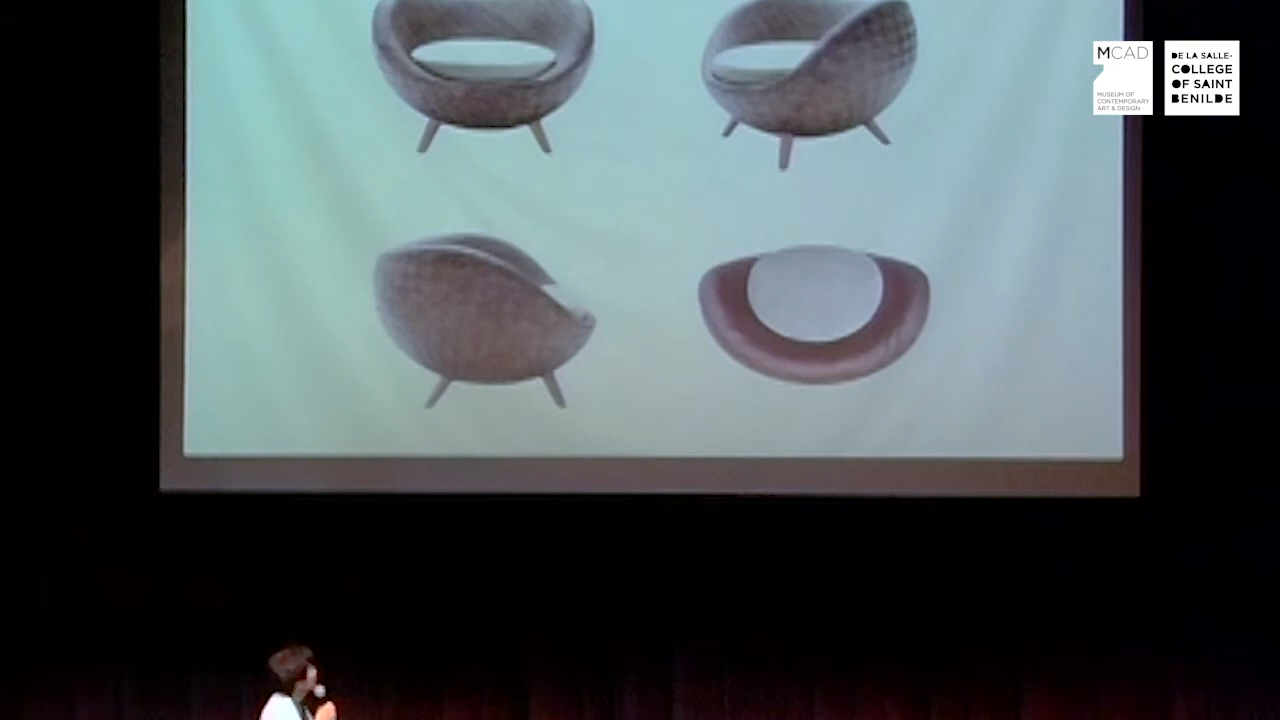 MCAD
MUSEUM OF
CONTEMPORARY
ART & DESIGN
DE LA SALLE-
COLLEGE
OF SAINT
BENILDE